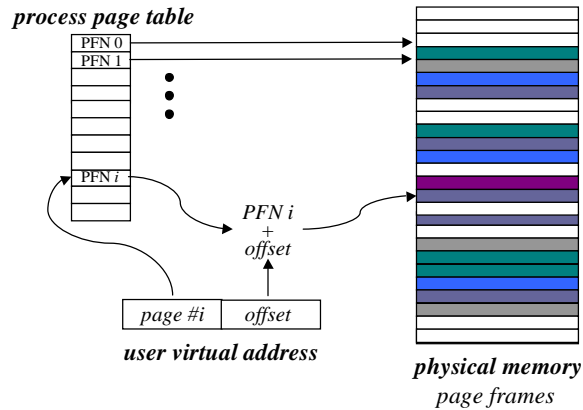 process page table
PFN 0
PFN 1
PFN i
PFN i
+
offset
page #i
offset
user virtual address
physical memory
page frames